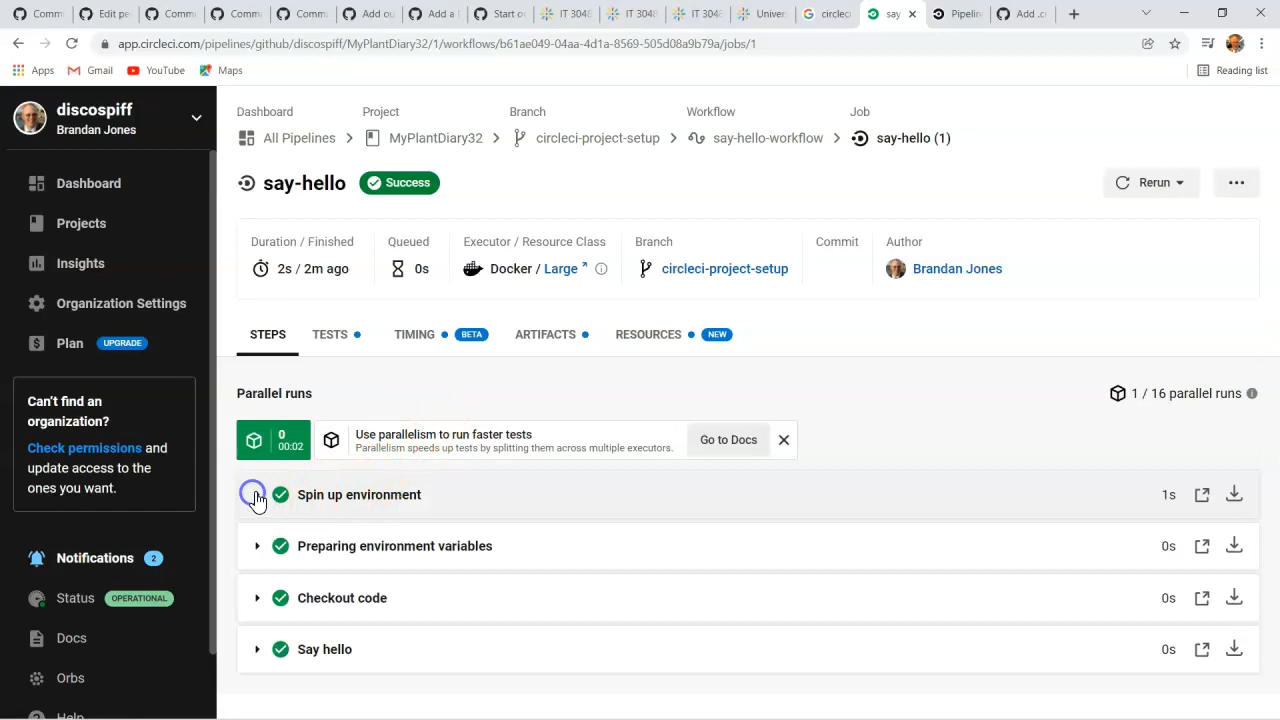 Comm
Edit pe
Comm
Comm
Comm
Add ou
Add a l
Start o
IT 3048
IT 3048
IT 3048
Univer
circleci
say
Pipelin
Add .c
app.circleci.com/pipelines/github/discospiff/MyPlantDiary32/1/workflows/b61ae049-04aa-4d1a-8569-505d08a9b79a/jobs/1
Apps
Gmail
YouTube
Maps
Reading list
discospiff
Brandan Jones
Dashboard
Projects
Insights
Organization Settings
Plan UPGRADE
Can't find an
organization?
Check permissions and
update access to the
ones you want.
Notifications 2
Status OPERATIONAL
Docs
Orbs
Help
Dashboard
Project
Branch
Workflow
Job
All Pipelines
MyPlantDiary32
circleci-project-setup
say-hello-workflow
say-hello (1)
say-hello Success
Rerun
Duration / Finished
Queued
Executor / Resource Class
Branch
Commit
Author
2s / 2m ago
0s
Docker / Large
circleci-project-setup
Brandan Jones
STEPS
TESTS
TIMING BETA
ARTIFACTS
RESOURCES NEW
Parallel runs
1 / 16 parallel runs
0
00:02
Use parallelism to run faster tests
Parallelism speeds up tests by splitting them across multiple executors.
Go to Docs
Spin up environment 1s
Preparing environment variables 0s
Checkout code 0s
Say hello 0s